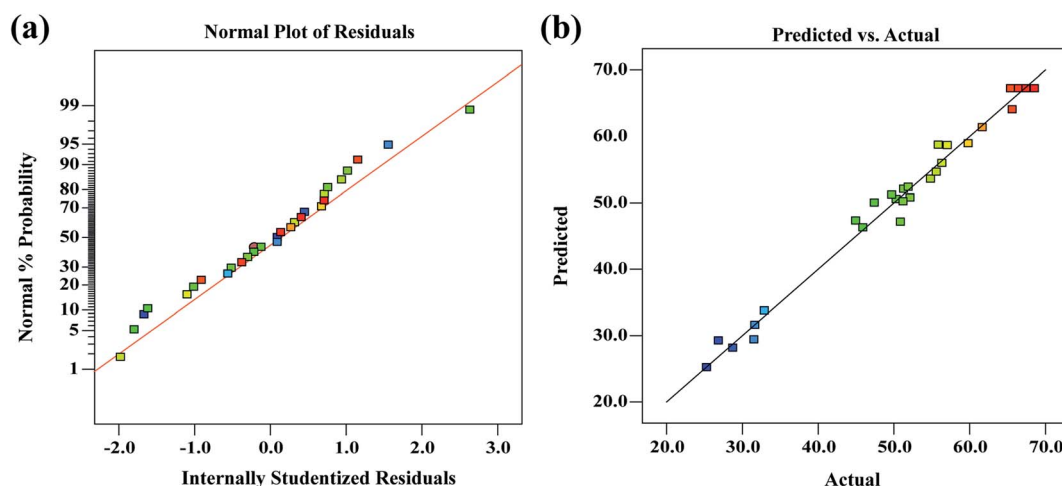 (a)
Normal Plot of Residuals
Normal % Probability
99
95
90
80
70
50
30
20
10
5
1
-2.0 -1.0 0.0 1.0 2.0 3.0
Internally Studentized Residuals
(b)
Predicted vs. Actual
Predicted
70.0
60.0
50.0
40.0
30.0
20.0
20.0 30.0 40.0 50.0 60.0 70.0
Actual